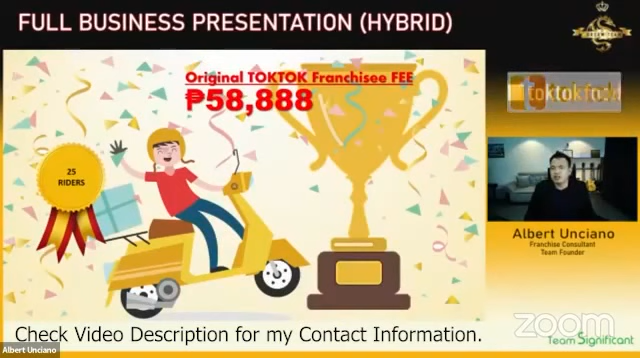 FULL BUSINESS PRESENTATION (HYBRID)
Original TOKTOK Franchisee FEE
₱58,888
25
RIDERS
Albert Unciano
Franchise Consultant
Team Founder
Check Video Description for my Contact Information.
Albert Unciano
zoom
Team Significant